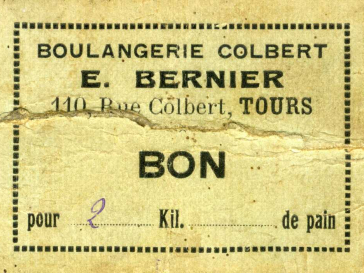 BOULANGERIE COLBERT
E. BERNIER
110, Rue Colbert, TOURS
BON
pour 2 Kil. de pain